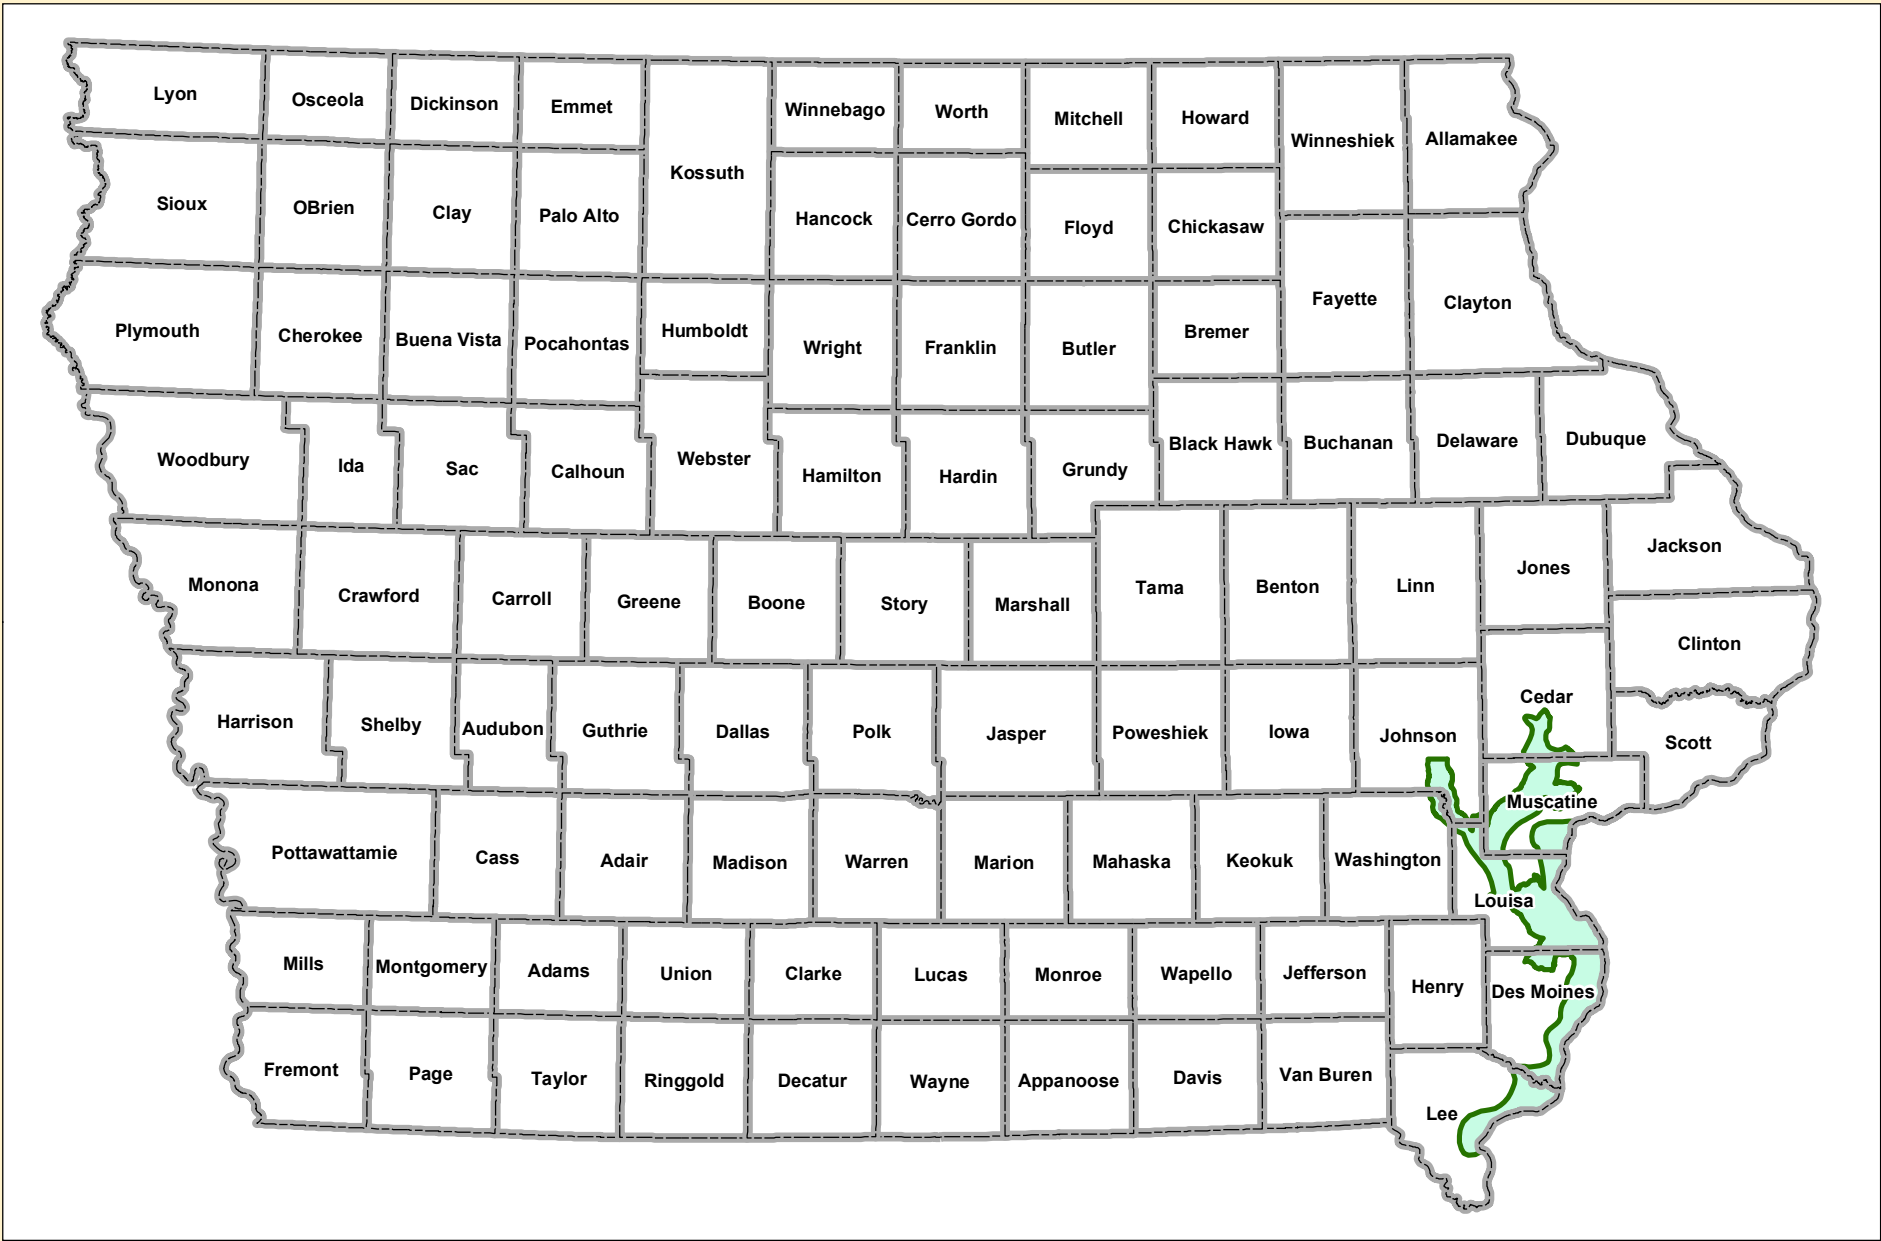 Lyon
Osceola
Dickinson
Emmet
Kossuth
Winnebago
Worth
Mitchell
Howard
Winneshiek
Allamakee
Sioux
OBrien
Clay
Palo Alto
Hancock
Cerro Gordo
Floyd
Chickasaw
Fayette
Clayton
Plymouth
Cherokee
Buena Vista
Pocahontas
Humboldt
Wright
Franklin
Butler
Bremer
Woodbury
Ida
Sac
Calhoun
Webster
Hamilton
Hardin
Grundy
Black Hawk
Buchanan
Delaware
Dubuque
Monona
Crawford
Carroll
Greene
Boone
Story
Marshall
Tama
Benton
Linn
Jones
Jackson
Clinton
Harrison
Shelby
Audubon
Guthrie
Dallas
Polk
Jasper
Poweshiek
Iowa
Johnson
Cedar
Scott
Muscatine
Pottawattamie
Cass
Adair
Madison
Warren
Marion
Mahaska
Keokuk
Washington
Louisa
Mills
Montgomery
Adams
Union
Clarke
Lucas
Monroe
Wapello
Jefferson
Henry
Des Moines
Fremont
Page
Taylor
Ringgold
Decatur
Wayne
Appanoose
Davis
Van Buren
Lee